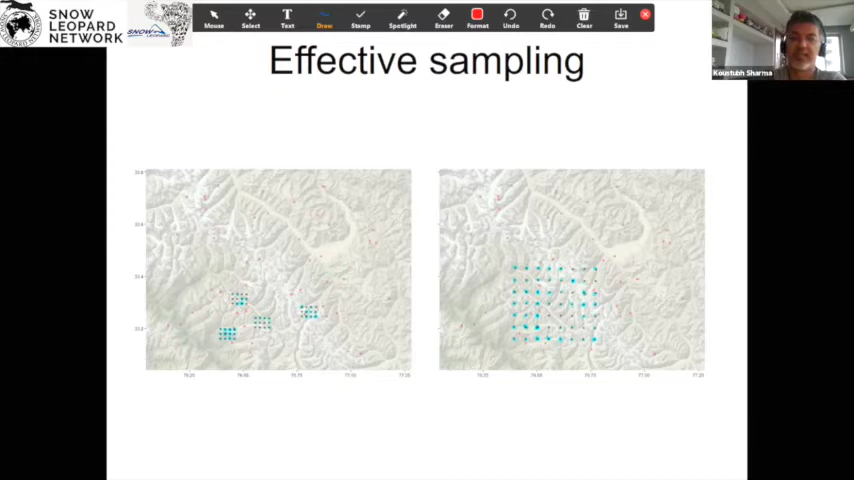 SNOW
LEOPARD
NETWORK
Mouse
Select
Text
Draw
Stamp
Spotlight
Eraser
Format
Undo
Redo
Clear
Save
Koustubh Sharma
Effective sampling